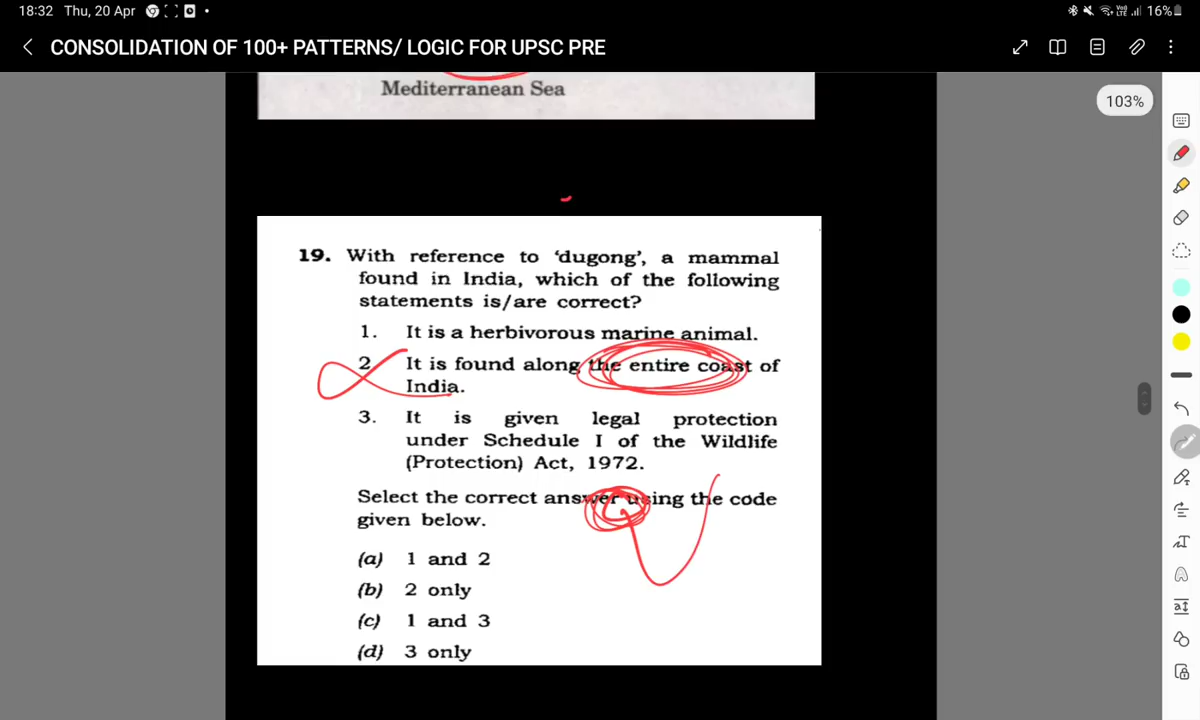 18:32 Thu, 20 Apr
16%
CONSOLIDATION OF 100+ PATTERNS/ LOGIC FOR UPSC PRE
103%
Mediterranean Sea
19. With reference to ‘dugong’, a mammal
found in India, which of the following
statements is/are correct?
1. It is a herbivorous marine animal.
2. It is found along the entire coast of
India.
3. It is given legal protection
under Schedule I of the Wildlife
(Protection) Act, 1972.
Select the correct answer using the code
given below.
(a) 1 and 2
(b) 2 only
(c) 1 and 3
(d) 3 only